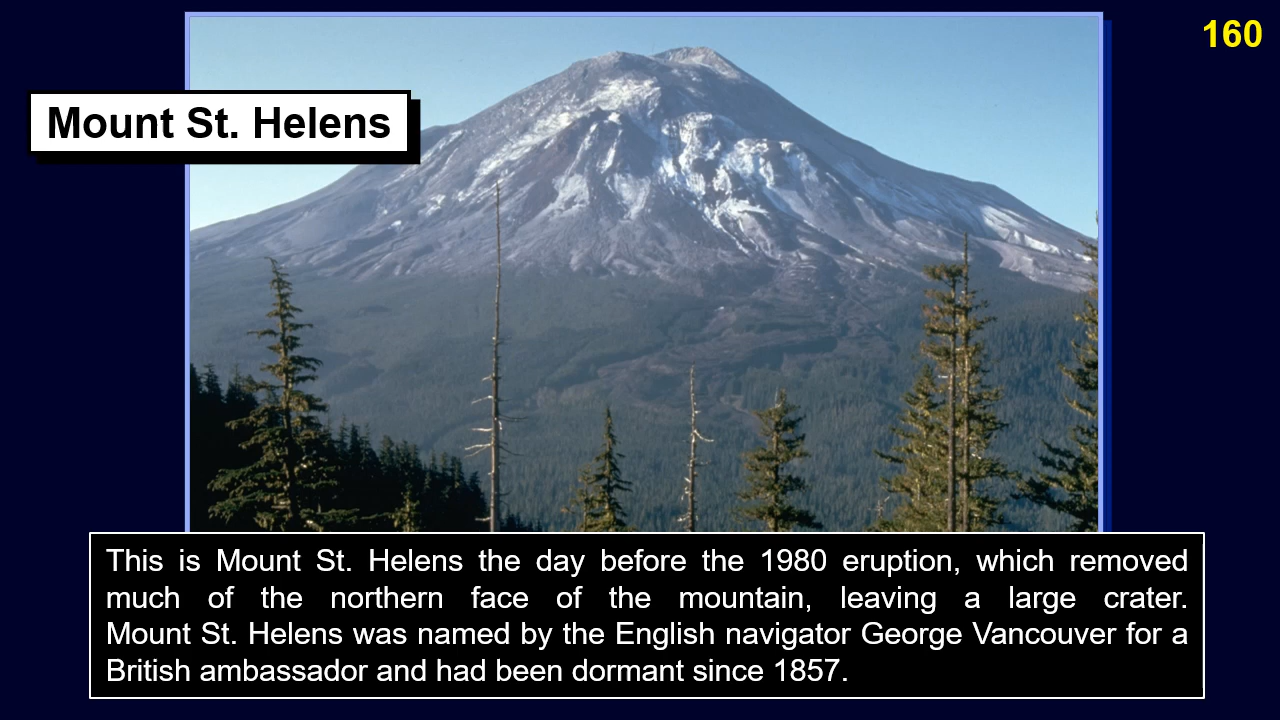 160
Mount St. Helens
This is Mount St. Helens the day before the 1980 eruption, which removed
much of the northern face of the mountain, leaving a large crater.
Mount St. Helens was named by the English navigator George Vancouver for a
British ambassador and had been dormant since 1857.